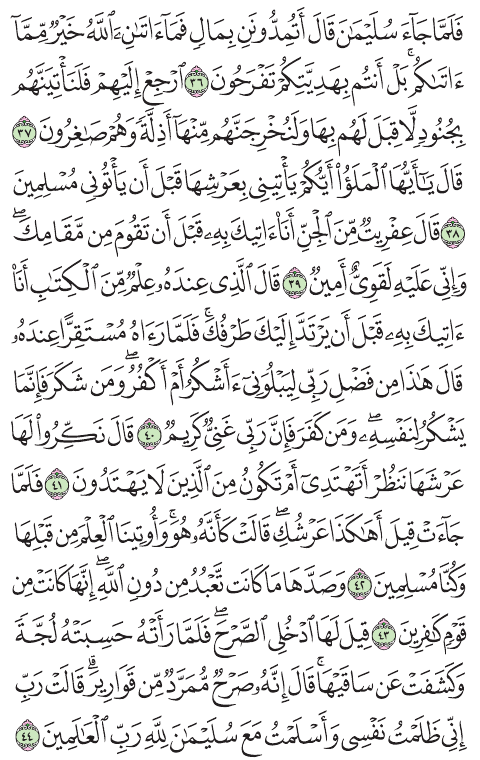 فَلَمَّا جَآءَ سُلَيْمَٰنَ قَالَ أَتُمِدُّونَنِ بِمَالٍ فَمَآ ءَاتَىٰنِۦَ ٱللَّهُ خَيْرٌ مِّمَّآ
ءَاتَىٰكُم بَلْ أَنتُم بِهَدِيَّتِكُمْ تَفْرَحُونَ ٣٦ ٱرْجِعْ إِلَيْهِمْ فَلَنَأْتِيَنَّهُم
بِجُنُودٍ لَّا قِبَلَ لَهُم بِهَا وَلَنُخْرِجَنَّهُم مِّنْهَآ أَذِلَّةً وَهُمْ صَٰغِرُونَ ٣٧
قَالَ يَٰٓأَيُّهَا ٱلْمَلَؤُا۟ أَيُّكُمْ يَأْتِينِى بِعَرْشِهَا قَبْلَ أَن يَأْتُونِى مُسْلِمِينَ
٣٨ قَالَ عِفْرِيتٌ مِّنَ ٱلْجِنِّ أَنَا۠ ءَاتِيكَ بِهِۦ قَبْلَ أَن تَقُومَ مِن مَّقَامِكَ ۖ
وَإِنِّى عَلَيْهِ لَقَوِىٌّ أَمِينٌ ٣٩ قَالَ ٱلَّذِى عِندَهُۥ عِلْمٌ مِّنَ ٱلْكِتَٰبِ أَنَا۠
ءَاتِيكَ بِهِۦ قَبْلَ أَن يَرْتَدَّ إِلَيْكَ طَرْفُكَ ۚ فَلَمَّا رَءَاهُ مُسْتَقِرًّا عِندَهُۥ
قَالَ هَٰذَا مِن فَضْلِ رَبِّى لِيَبْلُوَنِىٓ ءَأَشْكُرُ أَمْ أَكْفُرُ ۖ وَمَن شَكَرَ فَإِنَّمَا
يَشْكُرُ لِنَفْسِهِۦ ۖ وَمَن كَفَرَ فَإِنَّ رَبِّى غَنِىٌّ كَرِيمٌ ٤٠ قَالَ نَكِّرُوا۟ لَهَا
عَرْشَهَا نَنظُرْ أَتَهْتَدِىٓ أَمْ تَكُونُ مِنَ ٱلَّذِينَ لَا يَهْتَدُونَ ٤١ فَلَمَّا
جَآءَتْ قِيلَ أَهَٰكَذَا عَرْشُكِ ۖ قَالَتْ كَأَنَّهُۥ هُوَ ۚ وَأُوتِينَا ٱلْعِلْمَ مِن قَبْلِهَا
وَكُنَّا مُسْلِمِينَ ٤٢ وَصَدَّهَا مَا كَانَت تَّعْبُدُ مِن دُونِ ٱللَّهِ ۖ إِنَّهَا كَانَتْ مِن
قَوْمٍ كَٰفِرِينَ ٤٣ قِيلَ لَهَا ٱدْخُلِى ٱلصَّرْحَ ۖ فَلَمَّا رَأَتْهُ حَسِبَتْهُ لُجَّةً
وَكَشَفَتْ عَن سَاقَيْهَا ۚ قَالَ إِنَّهُۥ صَرْحٌ مُّمَرَّدٌ مِّن قَوَارِيرَ ۗ قَالَتْ رَبِّ
إِنِّى ظَلَمْتُ نَفْسِى وَأَسْلَمْتُ مَعَ سُلَيْمَٰنَ لِلَّهِ رَبِّ ٱلْعَٰلَمِينَ ٤٤